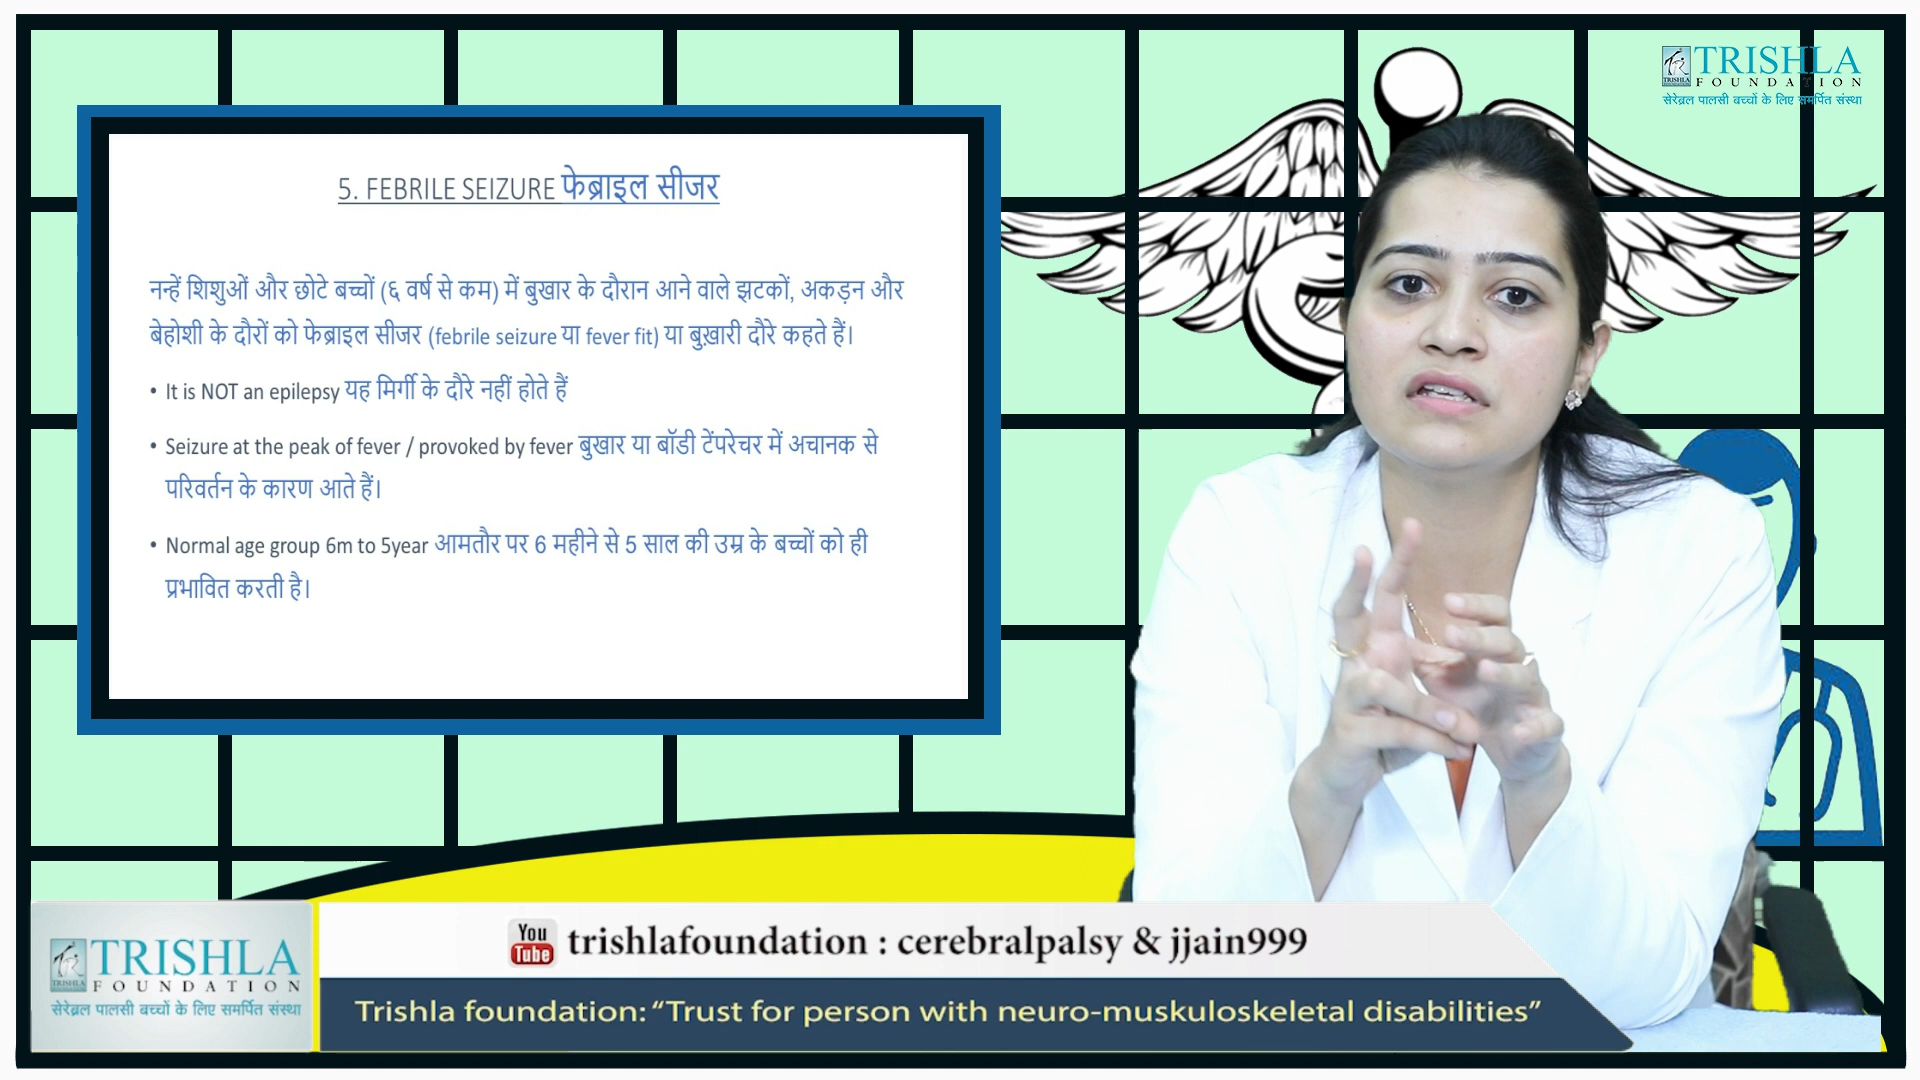 TRISHLA
FOUNDATION
सेरेब्रल पालसी बच्चों के लिए समर्पित संस्था
5. FEBRILE SEIZURE फेब्राइल सीजर
नन्हें शिशुओं और छोटे बच्चों (६ वर्ष से कम) में बुखार के दौरान आने वाले झटकों, अकड़न और
बेहोशी के दौरों को फेब्राइल सीजर (febrile seizure या fever fit) या बुख़ारी दौरे कहते हैं।
• It is NOT an epilepsy यह मिर्गी के दौरे नहीं होते हैं
• Seizure at the peak of fever / provoked by fever बुखार या बॉडी टेंपरेचर में अचानक से
परिवर्तन के कारण आते हैं।
• Normal age group 6m to 5year आमतौर पर 6 महीने से 5 साल की उम्र के बच्चों को ही
प्रभावित करती है।
You
Tube
trishlafoundation : cerebralpalsy & jjain999
TRISHLA
FOUNDATION
सेरेब्रल पालसी बच्चों के लिए समर्पित संस्था
Trishla foundation: “Trust for person with neuro-muskuloskeletal disabilities”